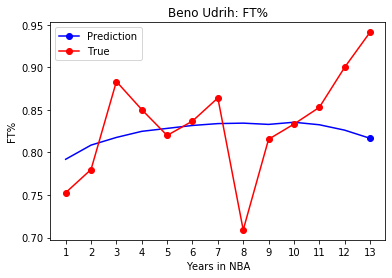 Beno Udrih: FT%
Prediction
True
FT%
0.95
0.90
0.85
0.80
0.75
0.70
1 2 3 4 5 6 7 8 9 10 11 12 13
Years in NBA